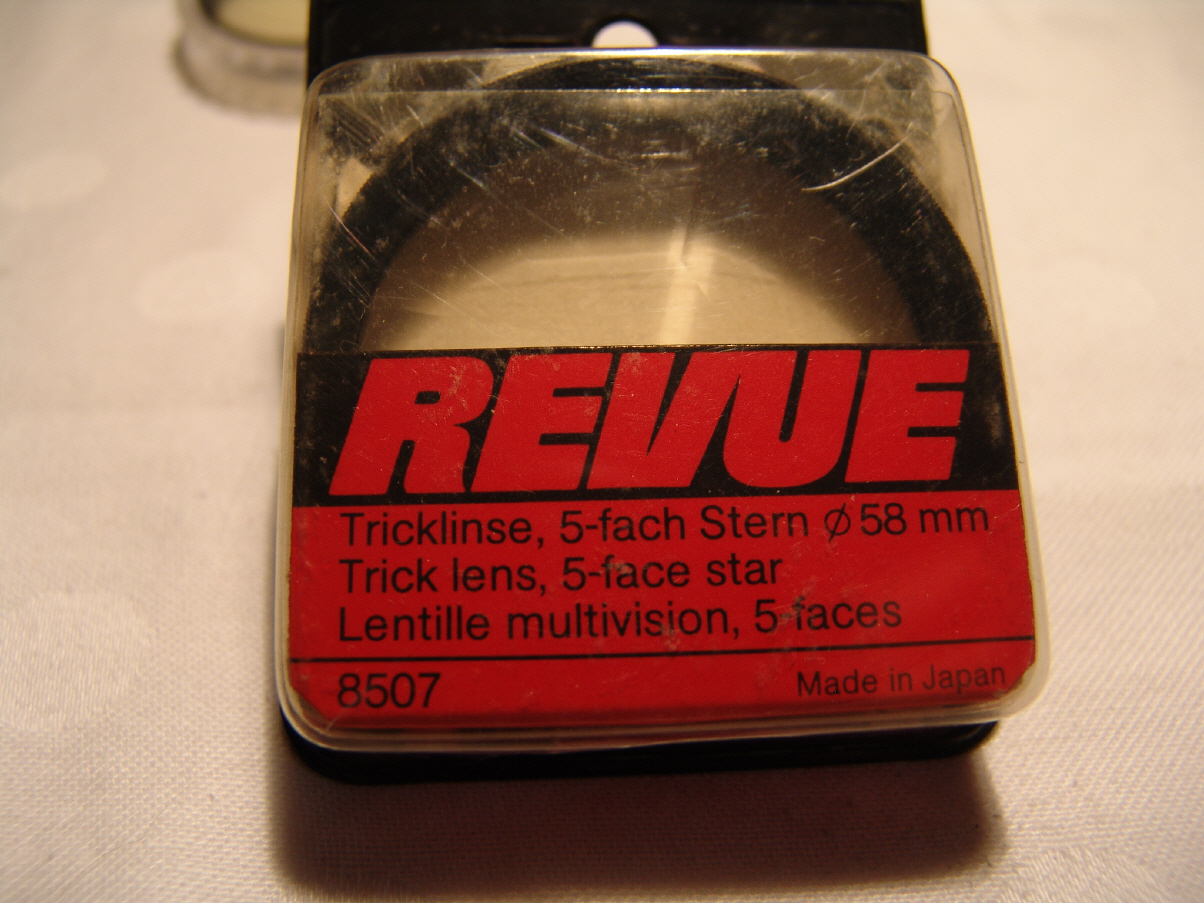 REVUE
Tricklinse, 5-fach Stern ⌀ 58 mm
Trick lens, 5-face star
Lentille multivision, 5-faces
8507 Made in Japan